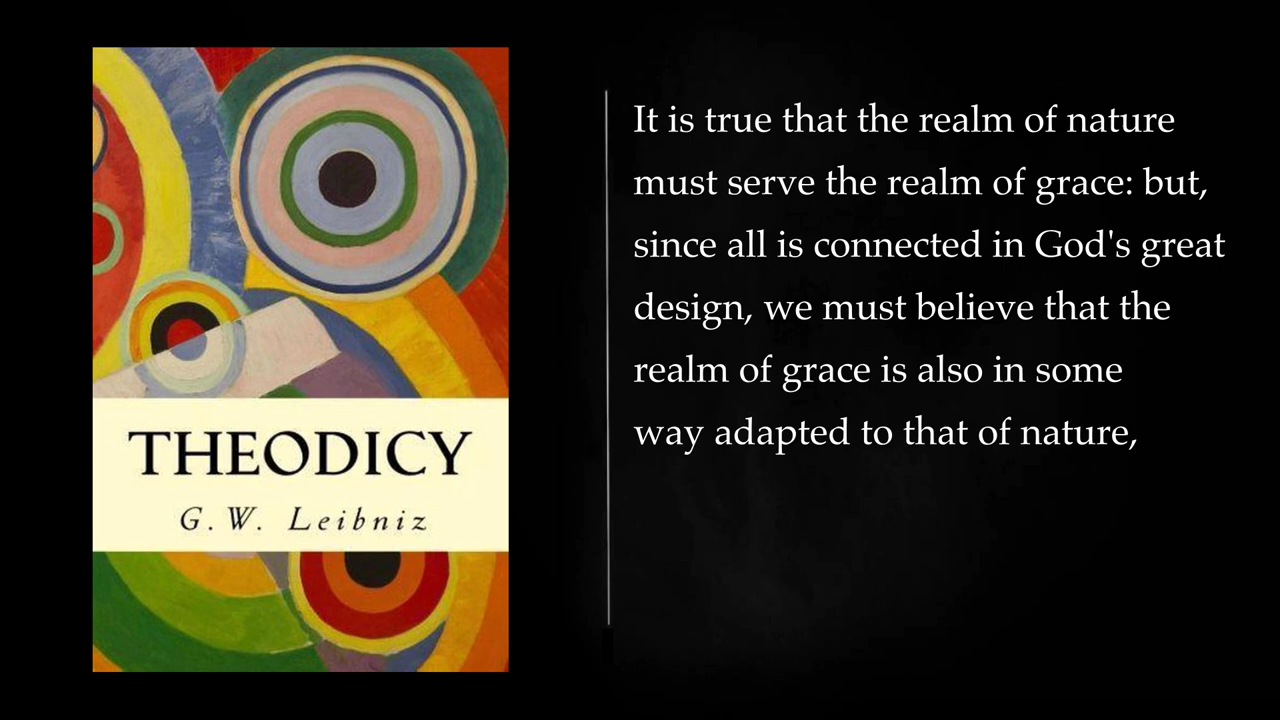 THEODICY
G. W. Leibniz
It is true that the realm of nature
must serve the realm of grace: but,
since all is connected in God's great
design, we must believe that the
realm of grace is also in some
way adapted to that of nature,